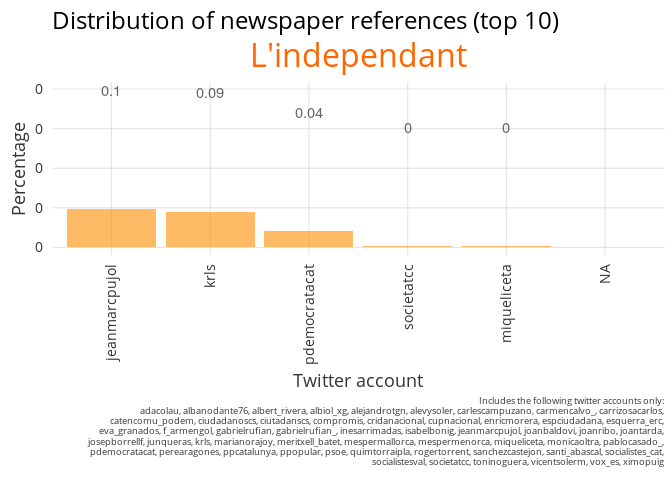 Distribution of newspaper references (top 10)
L'independant
Percentage
0
0
0
0
0
0.1
0.09
0.04
0
0
jeanmarcpujol
krls
pdemocratacat
societatcc
miqueliceta
NA
Twitter account
Includes the following twitter accounts only:
adacolau, albanodante76, albert_rivera, albiol_xg, alejandrotgn, alevysoler, carlescampuzano, carmencalvo_, carrizosacarlos,
catencomu_podem, ciudadanoscs, ciutadanscs, compromis, cridanacional, cupnacional, enricmorera, espciudadana, esquerra_erc,
eva_granados, f_armengol, gabrielrufian, gabrielrufian_, inesarrimadas, isabelbonig, jeanmarcpujol, joanbaldovi, joanribo, joantarda,
josepborrellf, junqueras, krls, marianorajoy, meritxell_batet, mespermallorca, mespermenorca, miqueliceta, monicaoltra, pablocasado_,
pdemocratacat, perearagones, ppcatalunya, ppopular, psoe, quimtorraipla, rogertorrent, sanchezcastejon, santi_abascal, socialistes_cat,
socialistesval, societatcc, toninoguera, vicentsolerm, vox_es, ximopuig